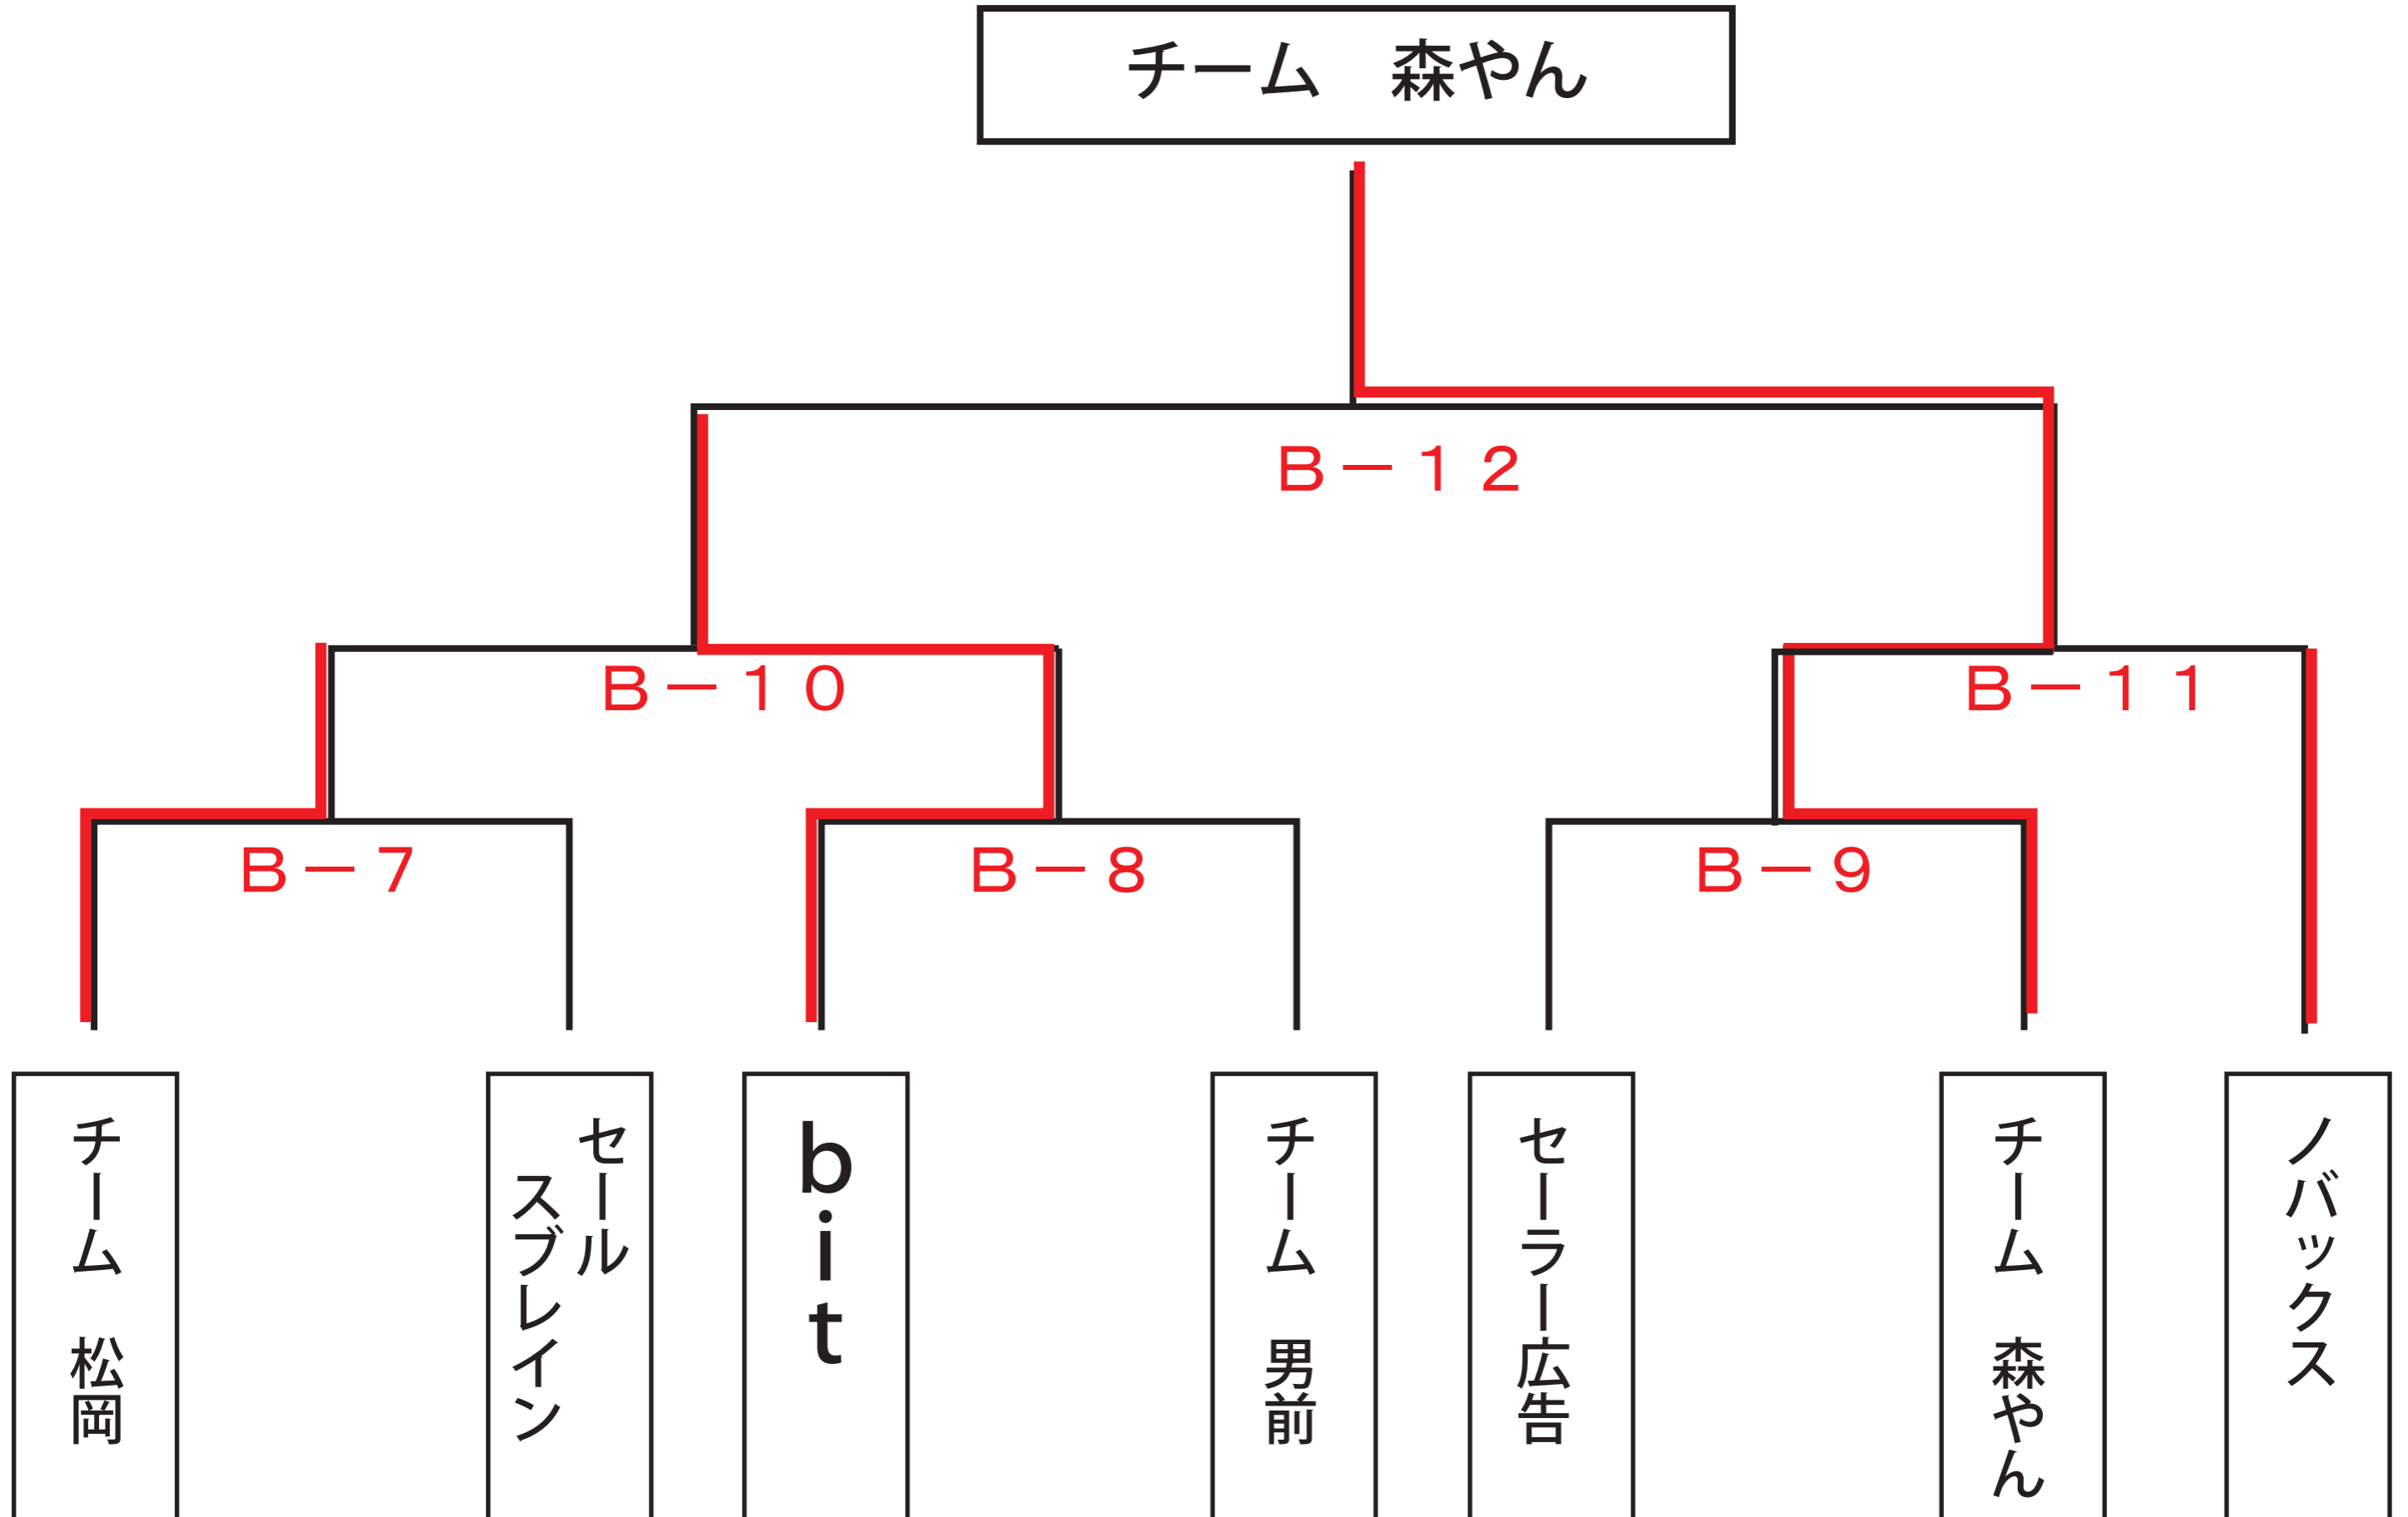 チーム　森やん
Ｂ－１２
Ｂ－１０
Ｂ－１１
Ｂ－７
Ｂ－８
Ｂ－９
チーム　松岡
セール
スブレイン
bit
チーム　男前
セーラー広告
チーム　森やん
ノバックス